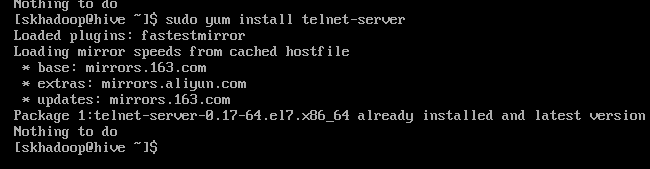 Nothing to do
[skhadoop@hive ~]$ sudo yum install telnet-server
Loaded plugins: fastestmirror
Loading mirror speeds from cached hostfile
 * base: mirrors.163.com
 * extras: mirrors.aliyun.com
 * updates: mirrors.163.com
Package 1:telnet-server-0.17-64.el7.x86_64 already installed and latest version
Nothing to do
[skhadoop@hive ~]$